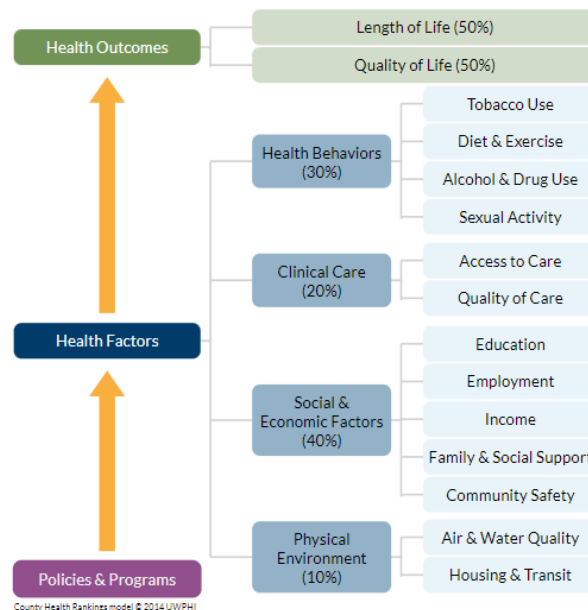 Health Outcomes
Length of Life (50%)
Quality of Life (50%)
Health Factors
Health Behaviors
(30%)
Tobacco Use
Diet & Exercise
Alcohol & Drug Use
Sexual Activity
Clinical Care
(20%)
Access to Care
Quality of Care
Social &
Economic Factors
(40%)
Education
Employment
Income
Family & Social Support
Community Safety
Physical
Environment
(10%)
Air & Water Quality
Housing & Transit
Policies & Programs
County Health Rankings model © 2014 UWPHI